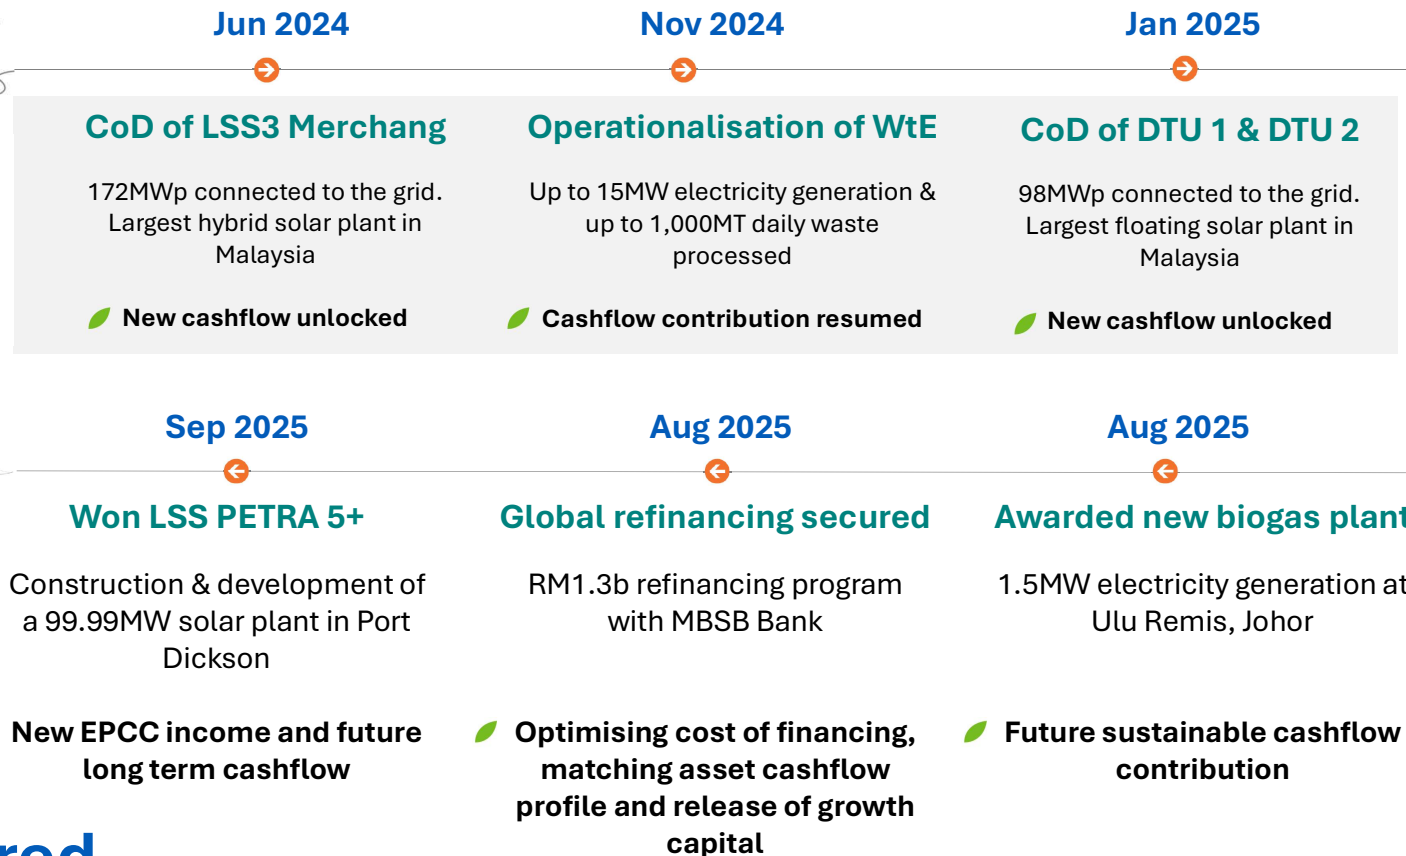 Jun 2024
Nov 2024
Jan 2025
CoD of LSS3 Merchang
172MWp connected to the grid.
Largest hybrid solar plant in
Malaysia
New cashflow unlocked
Operationalisation of WtE
Up to 15MW electricity generation &
up to 1,000MT daily waste
processed
Cashflow contribution resumed
CoD of DTU 1 & DTU 2
98MWp connected to the grid.
Largest floating solar plant in
Malaysia
New cashflow unlocked
Sep 2025
Aug 2025
Aug 2025
Won LSS PETRA 5+
Construction & development of
a 99.99MW solar plant in Port
Dickson
New EPCC income and future
long term cashflow
Global refinancing secured
RM1.3b refinancing program
with MBSB Bank
Optimising cost of financing,
matching asset cashflow
profile and release of growth
capital
Awarded new biogas plant
1.5MW electricity generation at
Ulu Remis, Johor
Future sustainable cashflow
contribution